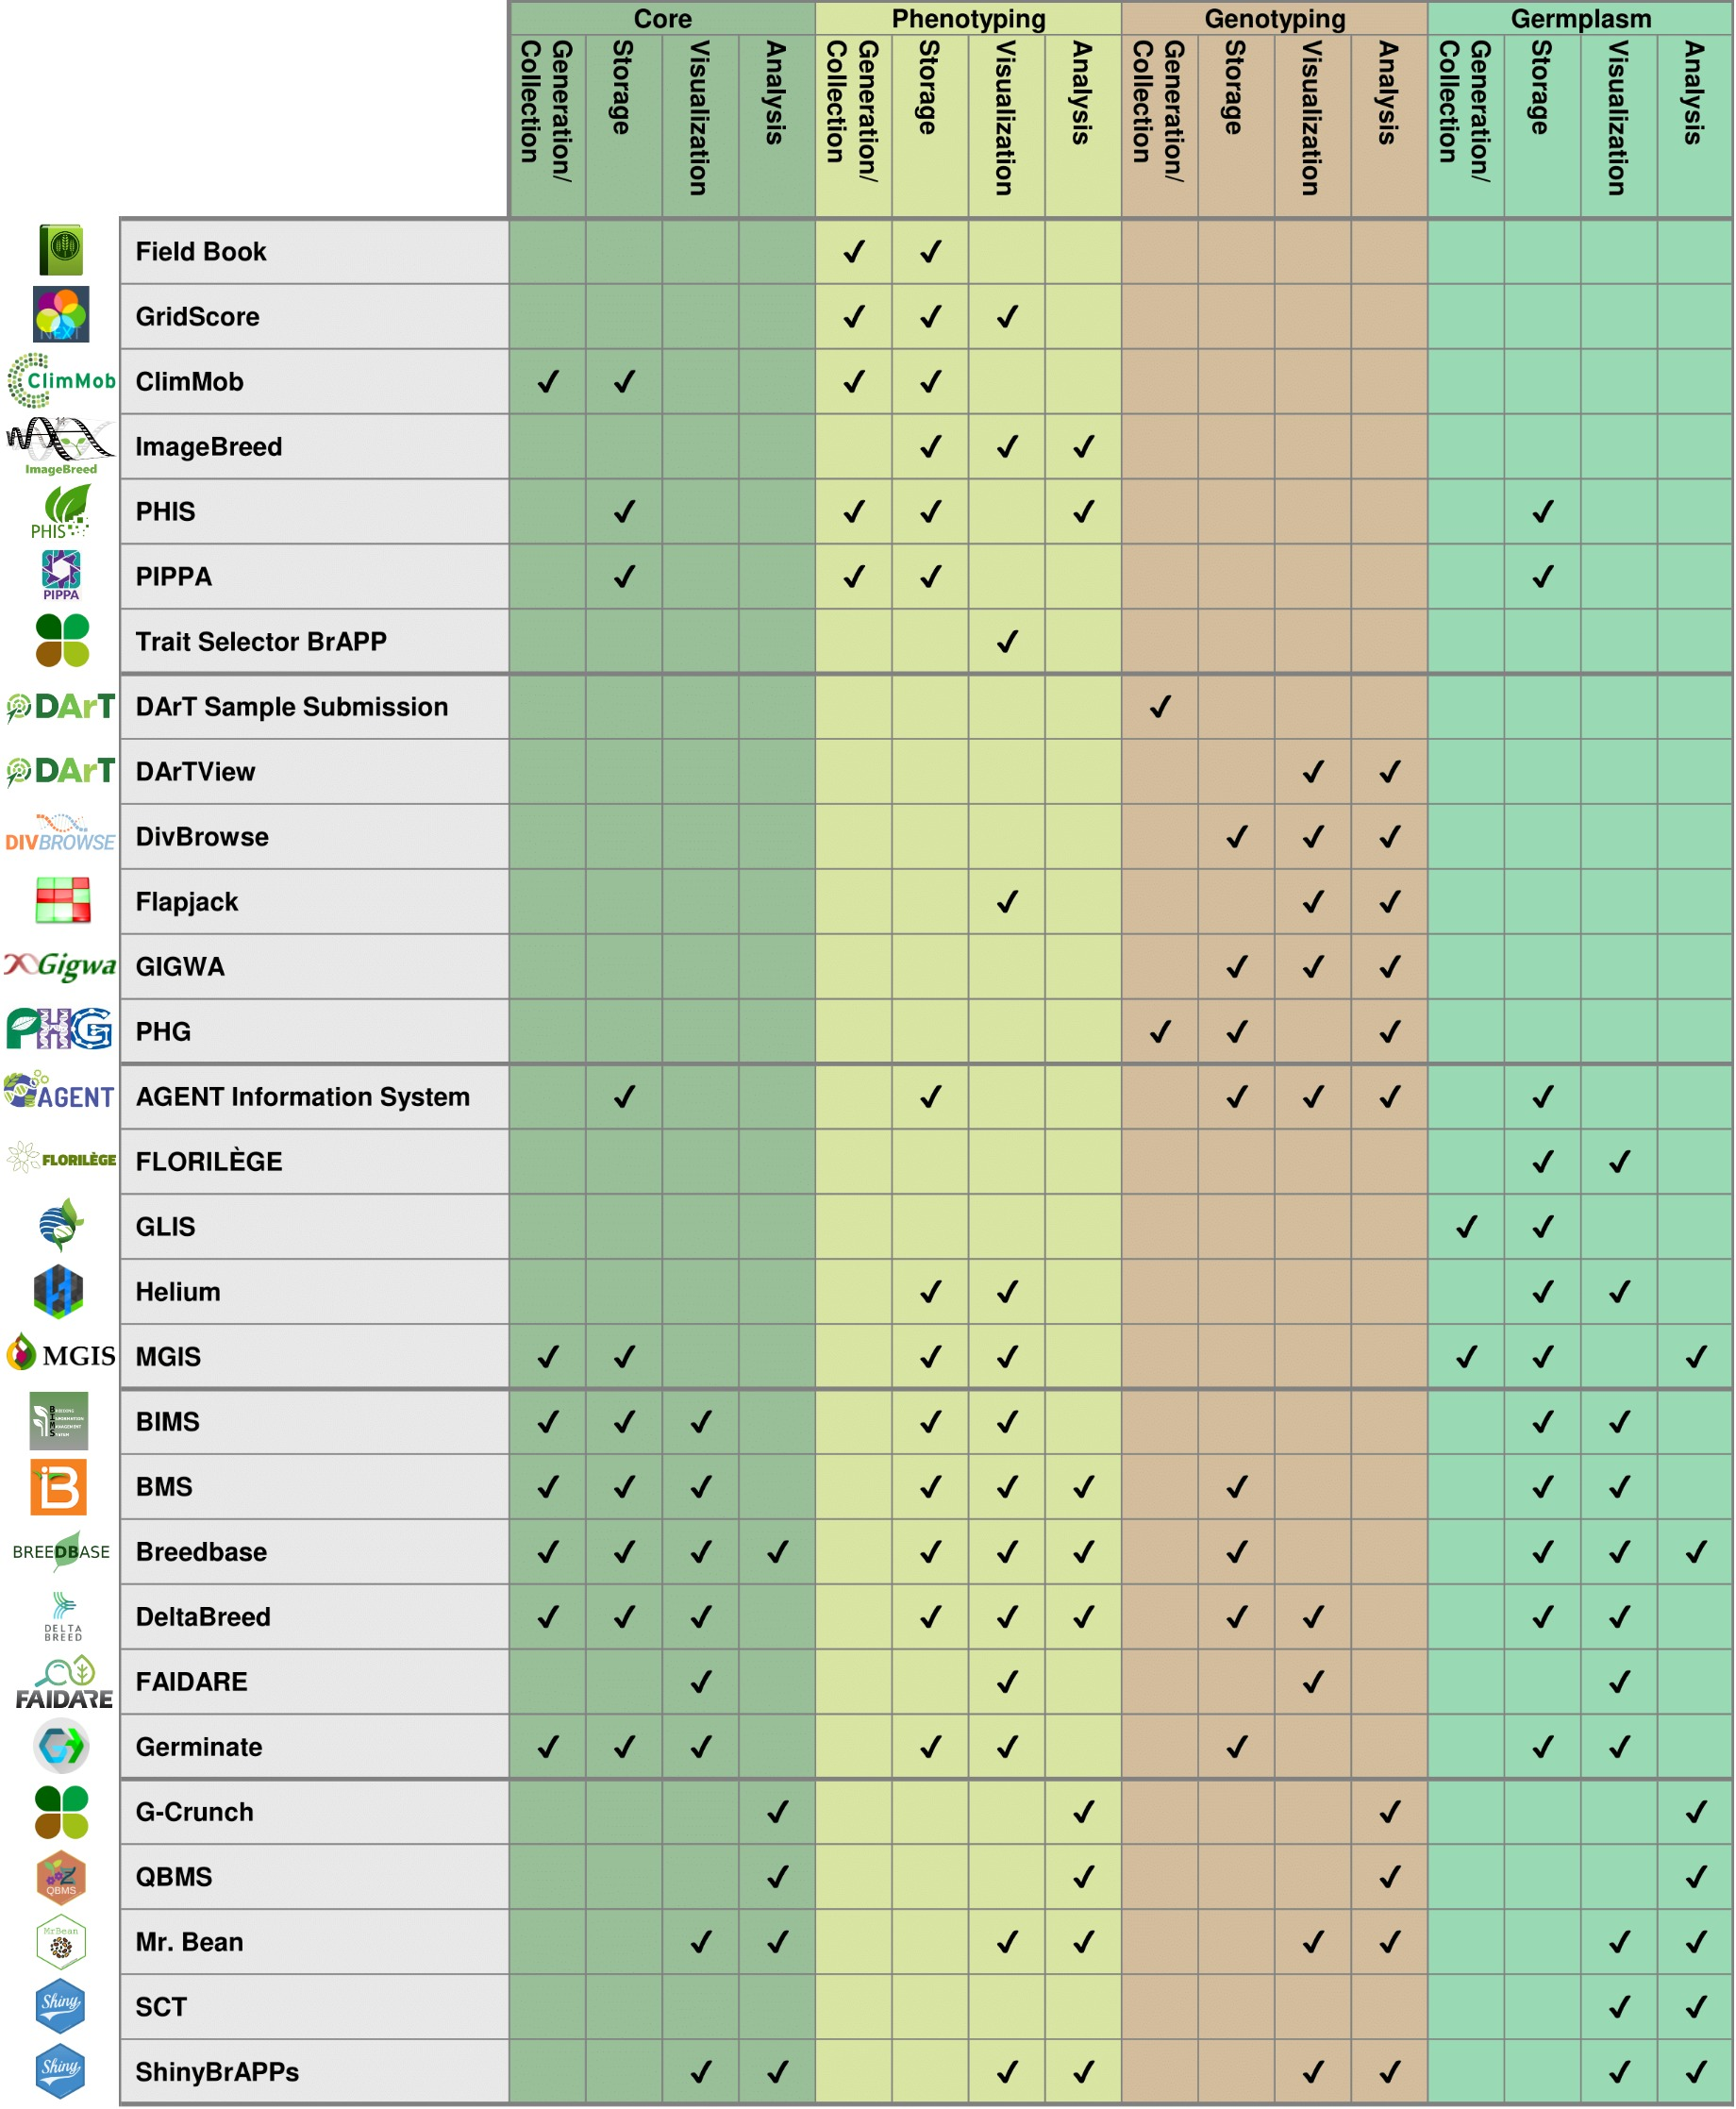 Core Phenotyping Genotyping Germplasm
Generation/ Collection Storage Visualization Analysis Generation/ Collection Storage Visualization Analysis Generation/ Collection Storage Visualization Analysis Generation/ Collection Storage Visualization Analysis
Field Book ✓ ✓
NEXT GridScore ✓ ✓ ✓
ClimMob ClimMob ✓ ✓ ✓ ✓
ImageBreed ImageBreed ✓ ✓ ✓
PHIS PHIS ✓ ✓ ✓ ✓ ✓
PIPPA PIPPA ✓ ✓ ✓ ✓
Trait Selector BrAPP ✓
DArT DArT Sample Submission ✓
DArT DArTView ✓ ✓
DIVBROWSE DivBrowse ✓ ✓ ✓
Flapjack ✓ ✓ ✓
Gigwa GIGWA ✓ ✓ ✓
PHG PHG ✓ ✓ ✓
AGENT AGENT Information System ✓ ✓ ✓ ✓ ✓ ✓
FLORILÈGE FLORILÈGE ✓ ✓
GLIS ✓ ✓
Helium ✓ ✓ ✓ ✓
MGIS MGIS ✓ ✓ ✓ ✓ ✓ ✓ ✓
BIMS ✓ ✓ ✓ ✓ ✓ ✓ ✓
B BMS ✓ ✓ ✓ ✓ ✓ ✓ ✓ ✓ ✓
BREEDBASE Breedbase ✓ ✓ ✓ ✓ ✓ ✓ ✓ ✓ ✓ ✓ ✓
DELTA BREED DeltaBreed ✓ ✓ ✓ ✓ ✓ ✓ ✓ ✓ ✓ ✓
FAIDARE FAIDARE ✓ ✓ ✓ ✓
Germinate ✓ ✓ ✓ ✓ ✓ ✓ ✓ ✓
G-Crunch ✓ ✓ ✓ ✓
QBMS QBMS ✓ ✓ ✓ ✓
MrBean Mr. Bean ✓ ✓ ✓ ✓ ✓ ✓ ✓ ✓
Shiny SCT ✓ ✓
Shiny ShinyBrAPPs ✓ ✓ ✓ ✓ ✓ ✓ ✓ ✓